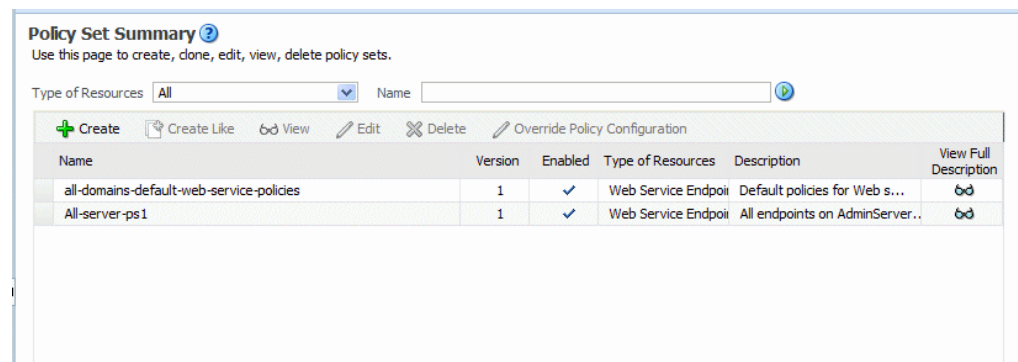 Policy Set Summary ?
Use this page to create, clone, edit, view, delete policy sets.
Type of Resources All Name
Create Create Like View Edit Delete Override Policy Configuration
Name Version Enabled Type of Resources Description View Full Description
all-domains-default-web-service-policies 1 Web Service Endpoin Default policies for Web s...
All-server-ps1 1 Web Service Endpoin All endpoints on AdminServer..